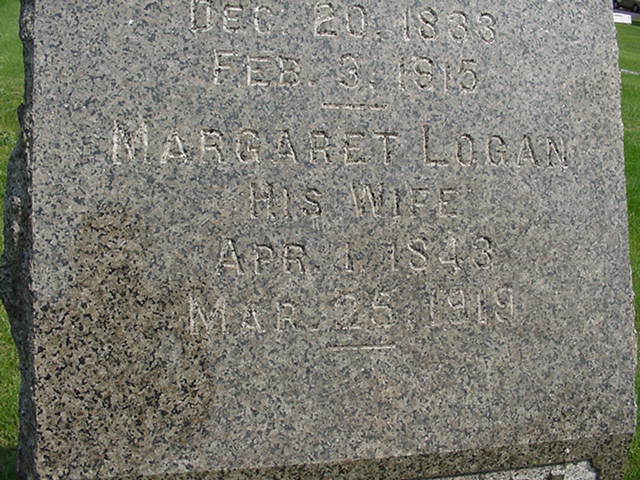 DEC. 20, 1833
FEB. 3, 1915
MARGARET LOGAN
HIS WIFE
APR. 1, 1843
MAR. 25, 1919